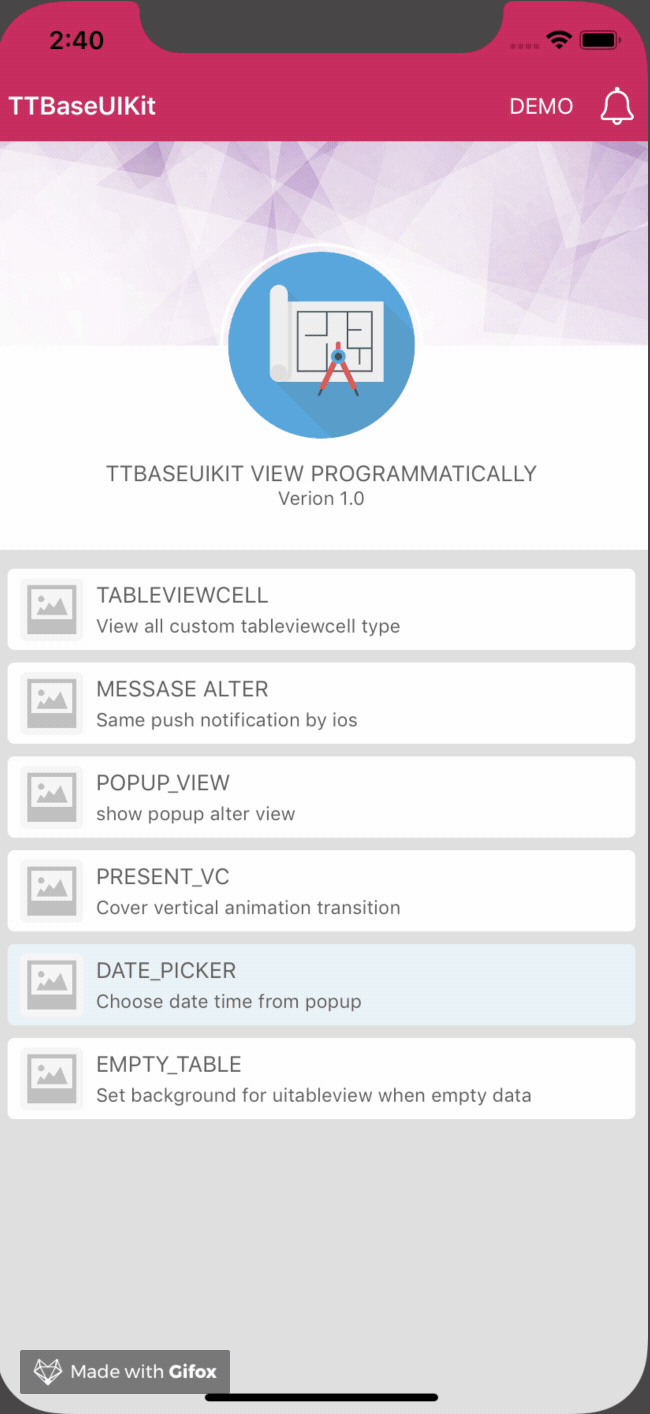 2:40
TTBaseUIKit
DEMO
TTBASEUIKIT VIEW PROGRAMMATICALLY
Verion 1.0
TABLEVIEWCELL
View all custom tableviewcell type
MESSASE ALTER
Same push notification by ios
POPUP_VIEW
show popup alter view
PRESENT_VC
Cover vertical animation transition
DATE_PICKER
Choose date time from popup
EMPTY_TABLE
Set background for uitableview when empty data
Made with Gifox